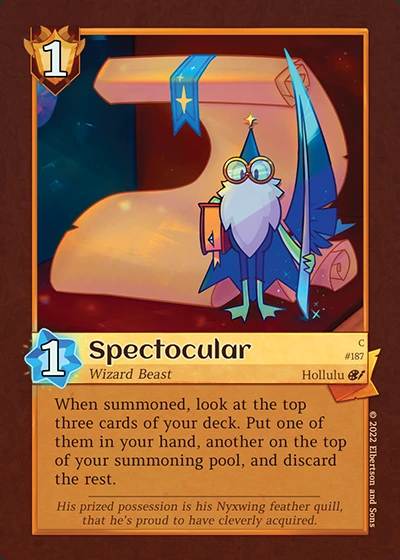 1
1
Spectocular
C
#187
Wizard Beast
Hollulu
When summoned, look at the top
three cards of your deck. Put one of
them in your hand, another on the top
of your summoning pool, and discard
the rest.
His prized possession is his Nyxwing feather quill,
that he's proud to have cleverly acquired.
© 2022 Elbertson and Sons